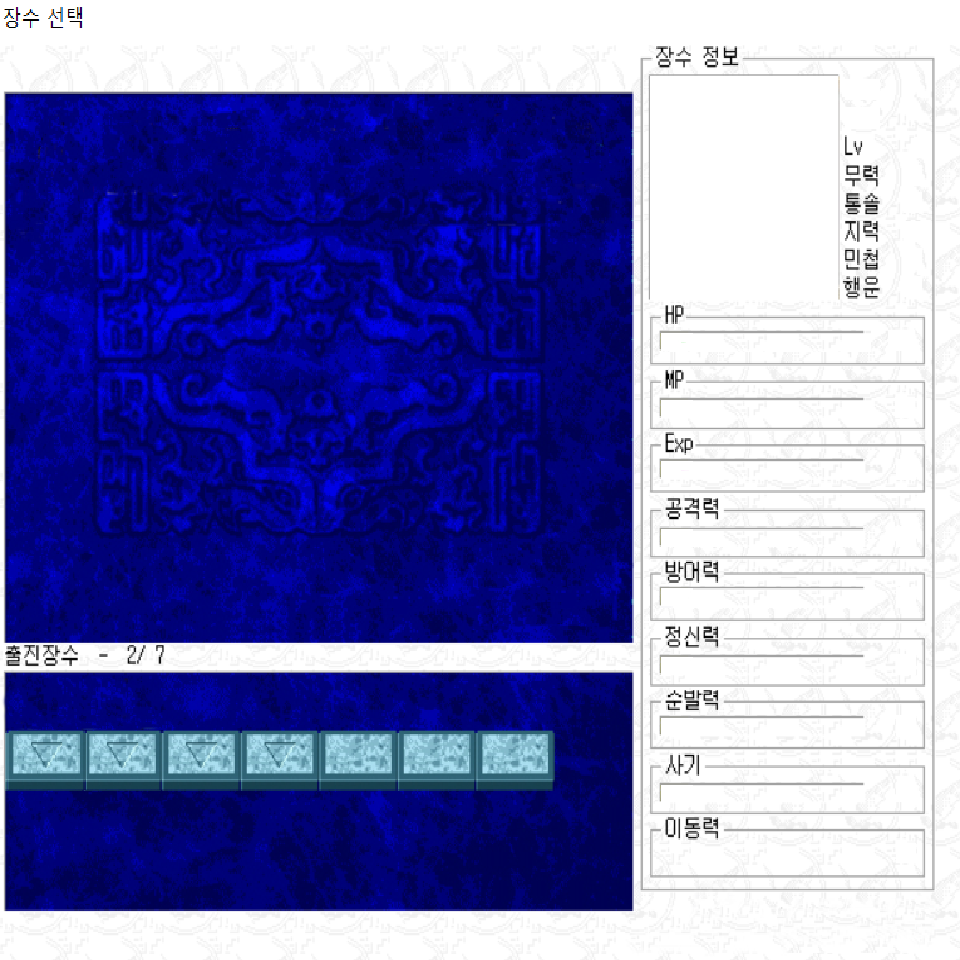 장수 선택
장수 정보
Lv
무력
통솔
지력
민첩
행운
HP
MP
Exp
공격력
방어력
정신력
순발력
사기
이동력
출진장수 - 2/ 7